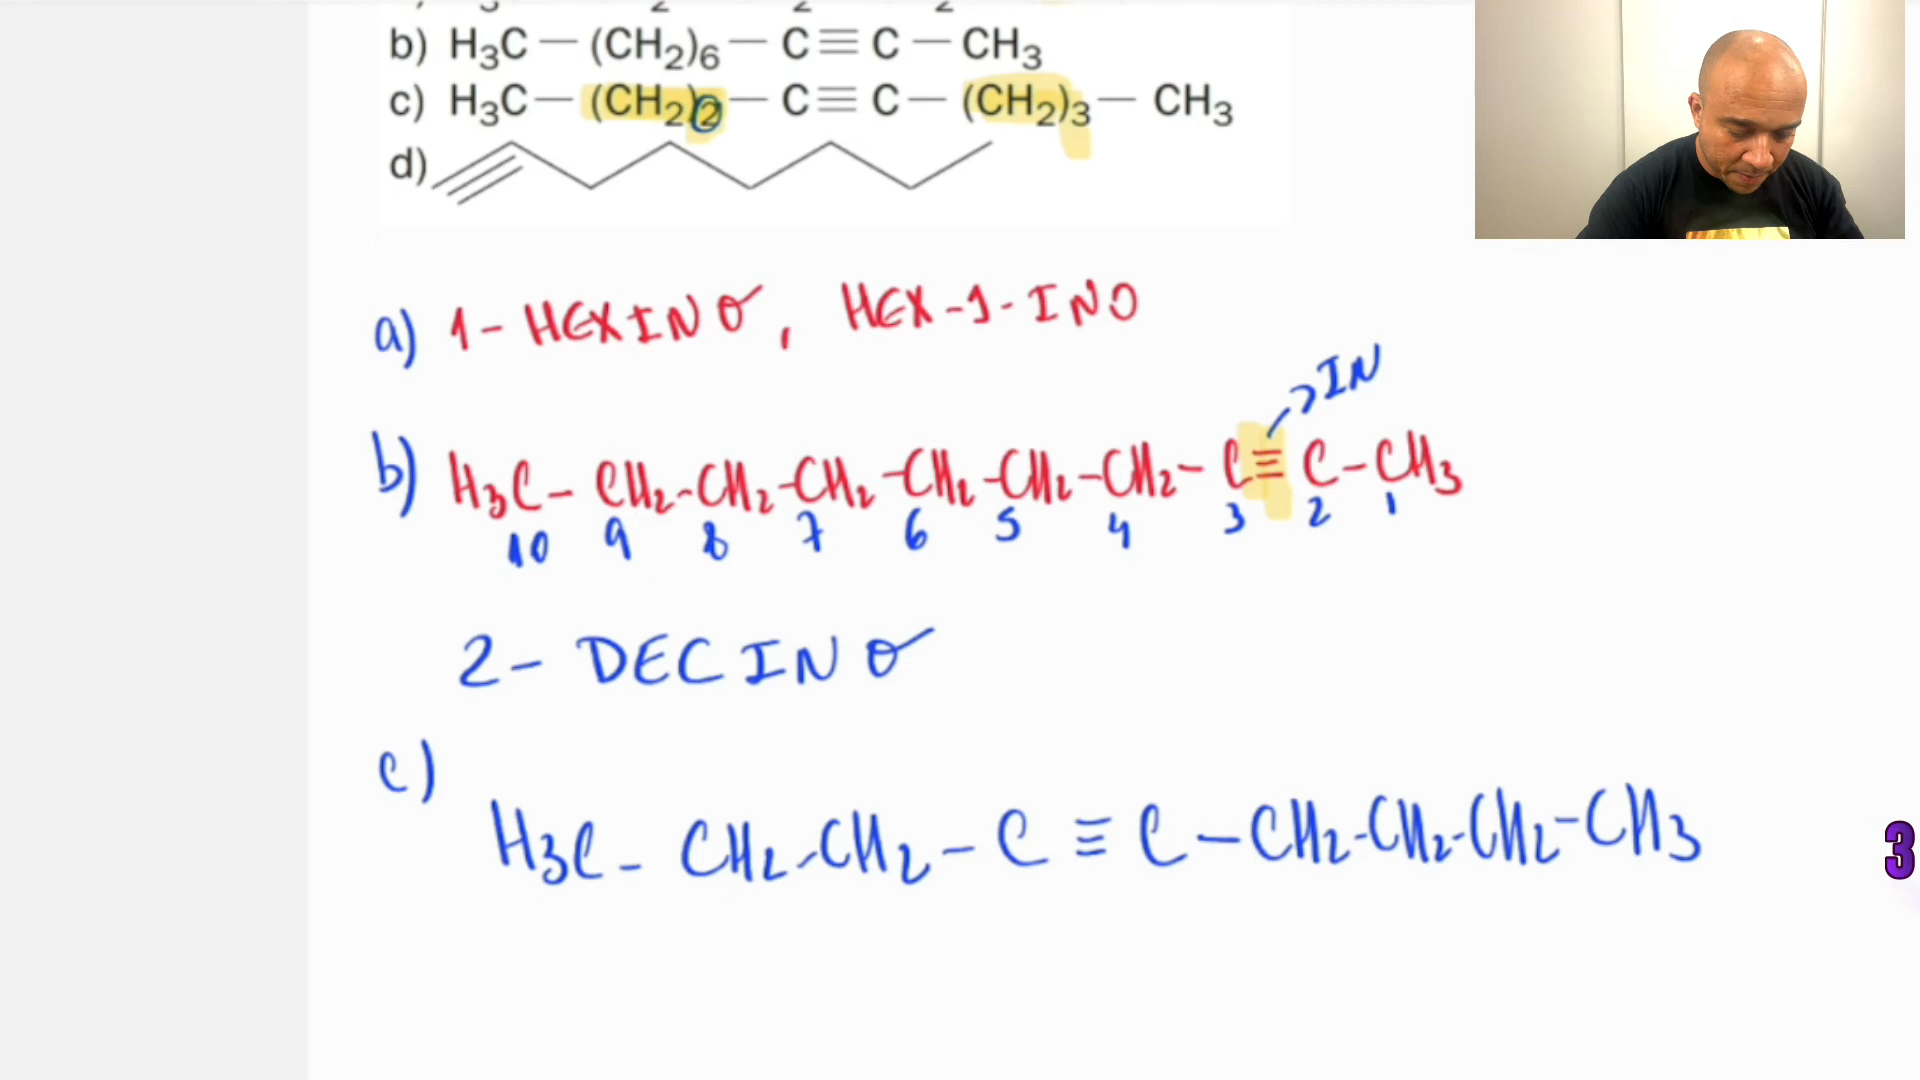 b) H₃C — (CH₂)₆ — C ≡ C — CH₃
c) H₃C — (CH₂)₂ — C ≡ C — (CH₂)₃ — CH₃
d)
a) 1 - HEXINO, HEX - 1 - INO
IN
b) H₃C - CH₂ - CH₂ - CH₂ - CH₂ - CH₂ - CH₂ - C ≡ C - CH₃
10 9 8 7 6 5 4 3 2 1
2 - DECINO
c)
H₃C - CH₂ - CH₂ - C ≡ C - CH₂ - CH₂ - CH₂ - CH₃
3